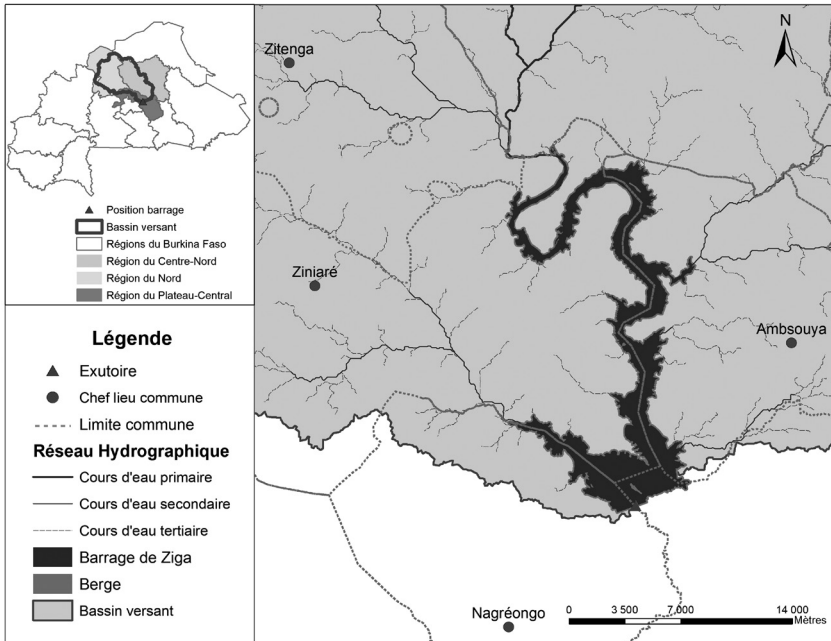 Position barrage
Bassin versant
Régions du Burkina Faso
Région du Centre-Nord
Région du Nord
Région du Plateau-Central
Légende
Exutoire
Chef lieu commune
Limite commune
Réseau Hydrographique
Cours d'eau primaire
Cours d'eau secondaire
Cours d'eau tertiaire
Barrage de Ziga
Berge
Bassin versant
N
Zitenga
Ziniaré
Ambsouya
Nagréongo
0 3 500 7 000 14 000
Mètres